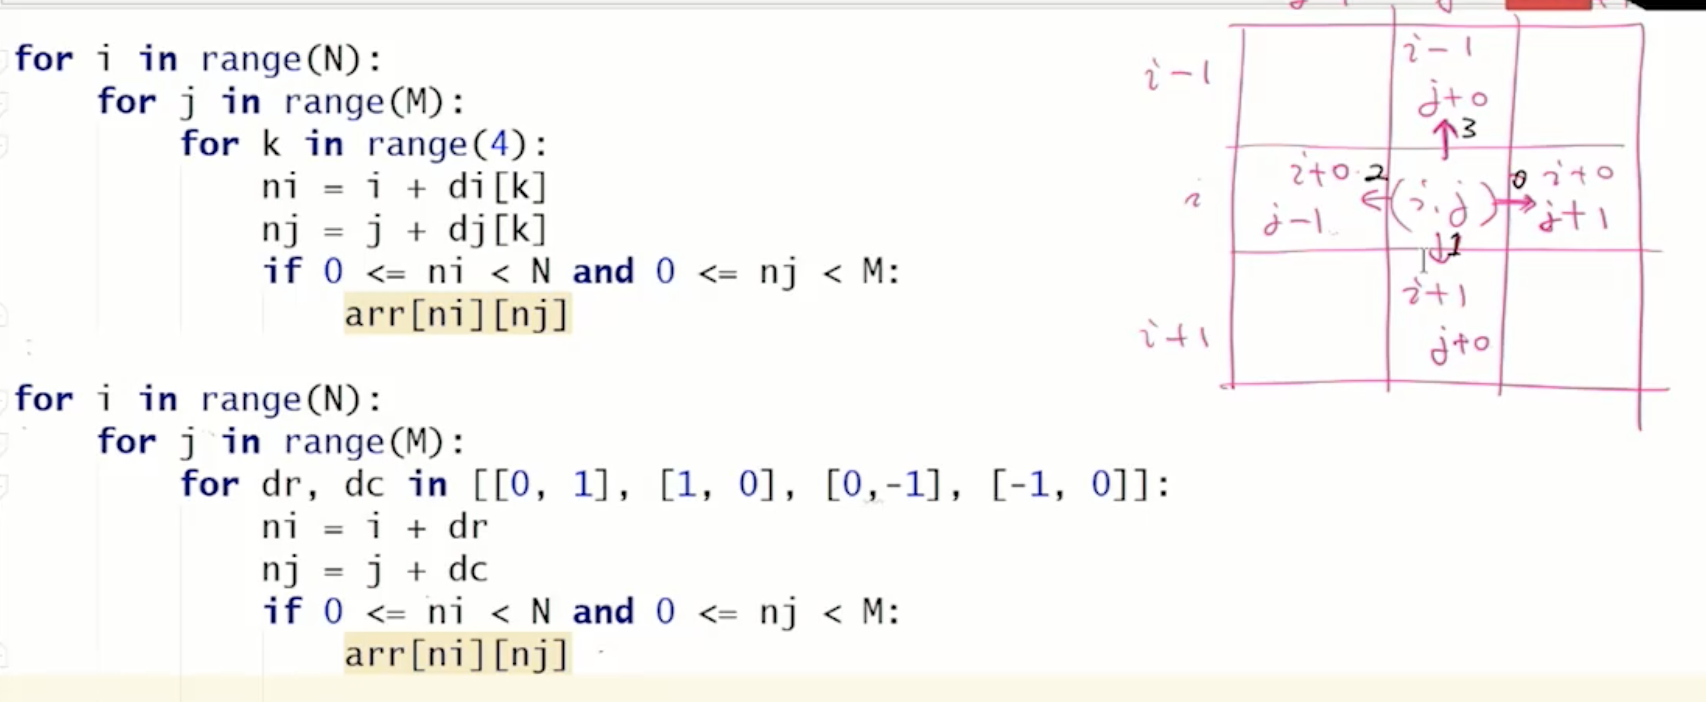 for i in range(N):
for j in range(M):
for k in range(4):
ni = i + di[k]
nj = j + dj[k]
if 0 <= ni < N and 0 <= nj < M:
arr[ni][nj]
for i in range(N):
for j in range(M):
for dr, dc in [[0, 1], [1, 0], [0,-1], [-1, 0]]:
ni = i + dr
nj = j + dc
if 0 <= ni < N and 0 <= nj < M:
arr[ni][nj]
i-1
i-1
j+0
3
i
i+0
j-1
2
(i,j)
0
i+0
j+1
1
i+1
i+1
j+0